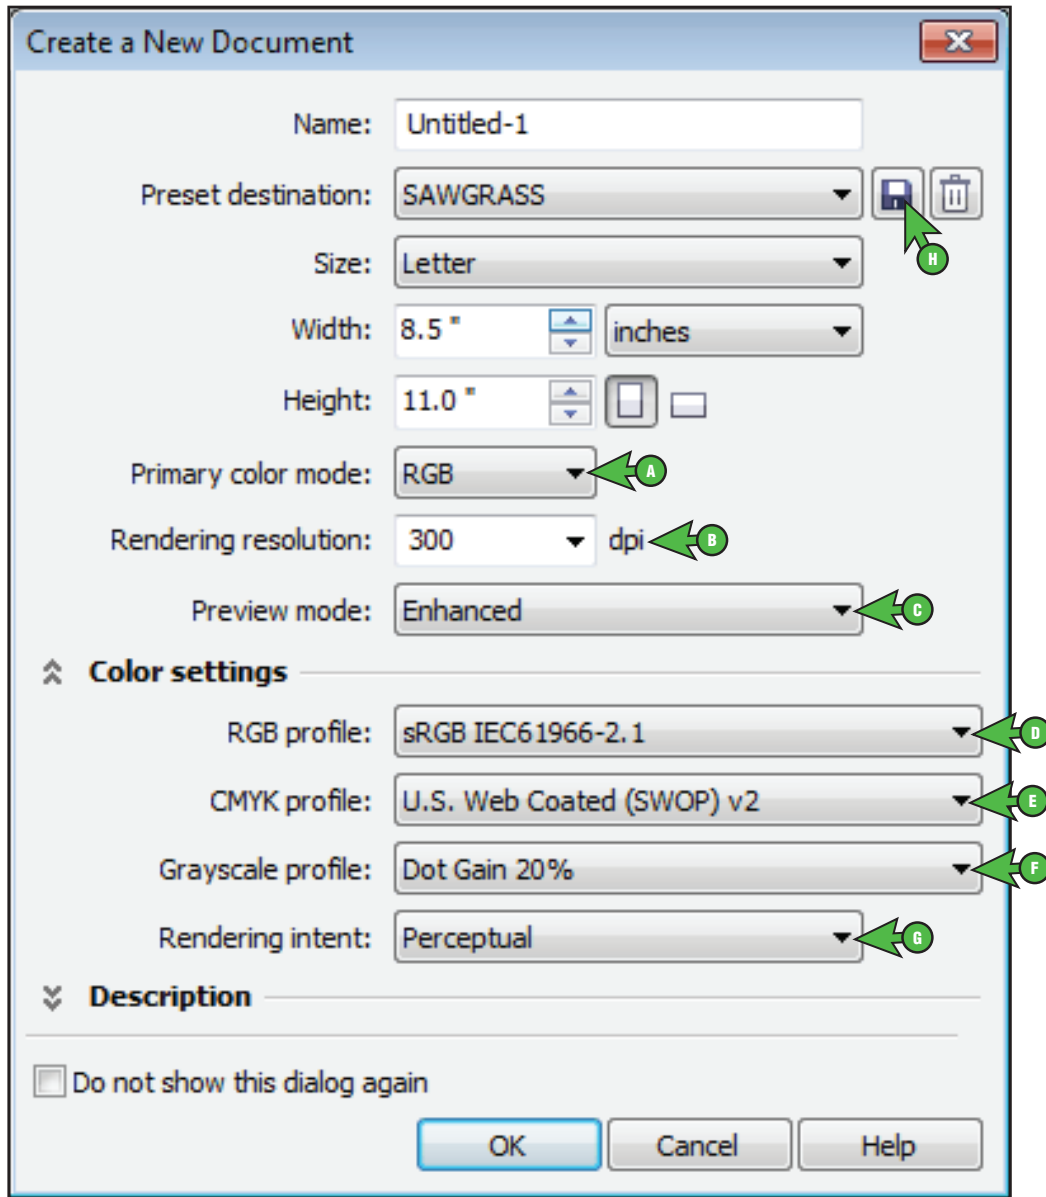 Create a New Document
Name: Untitled-1
Preset destination: SAWGRASS
H
Size: Letter
Width: 8.5 " inches
Height: 11.0 "
Primary color mode: RGB A
Rendering resolution: 300 dpi B
Preview mode: Enhanced C
Color settings
RGB profile: sRGB IEC61966-2.1 D
CMYK profile: U.S. Web Coated (SWOP) v2 E
Grayscale profile: Dot Gain 20% F
Rendering intent: Perceptual G
Description
Do not show this dialog again
OK Cancel Help